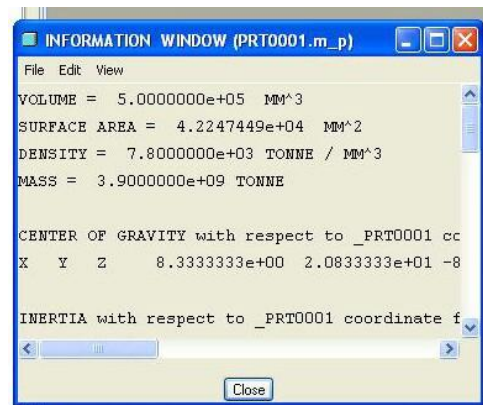 INFORMATION WINDOW (PRT0001.m_p)
File Edit View
VOLUME = 5.0000000e+05 MM^3
SURFACE AREA = 4.2247449e+04 MM^2
DENSITY = 7.8000000e+03 TONNE / MM^3
MASS = 3.9000000e+09 TONNE
CENTER OF GRAVITY with respect to _PRT0001 co
X Y Z 8.3333333e+00 2.0833333e+01 -8
INERTIA with respect to _PRT0001 coordinate f
Close